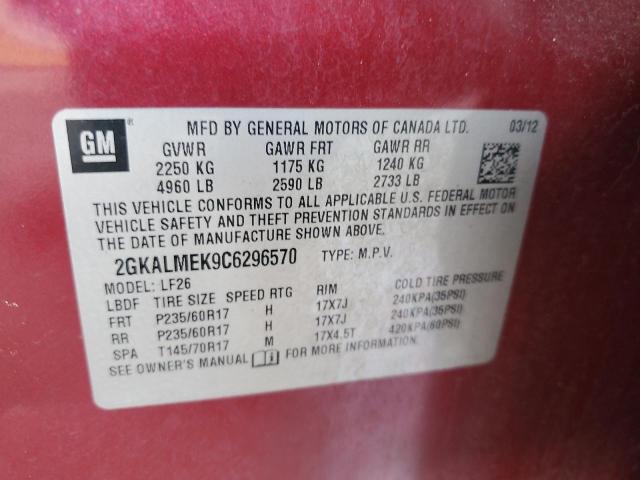 GM ® MFD BY GENERAL MOTORS OF CANADA LTD. 03/12
GVWR GAWR FRT GAWR RR
2250 KG 1175 KG 1240 KG
4960 LB 2590 LB 2733 LB
THIS VEHICLE CONFORMS TO ALL APPLICABLE U.S. FEDERAL MOTOR
VEHICLE SAFETY AND THEFT PREVENTION STANDARDS IN EFFECT ON
THE DATE OF MANUFACTURE SHOWN ABOVE.
2GKALMEK9C6296570 TYPE: M.P.V.
MODEL: LF26
LBDF TIRE SIZE SPEED RTG RIM COLD TIRE PRESSURE
FRT P235/60R17 H 17X7J 240KPA(35PSI)
RR P235/60R17 H 17X7J 240KPA(35PSI)
SPA T145/70R17 M 17X4.5T 420KPA(60PSI)
SEE OWNER'S MANUAL FOR MORE INFORMATION.